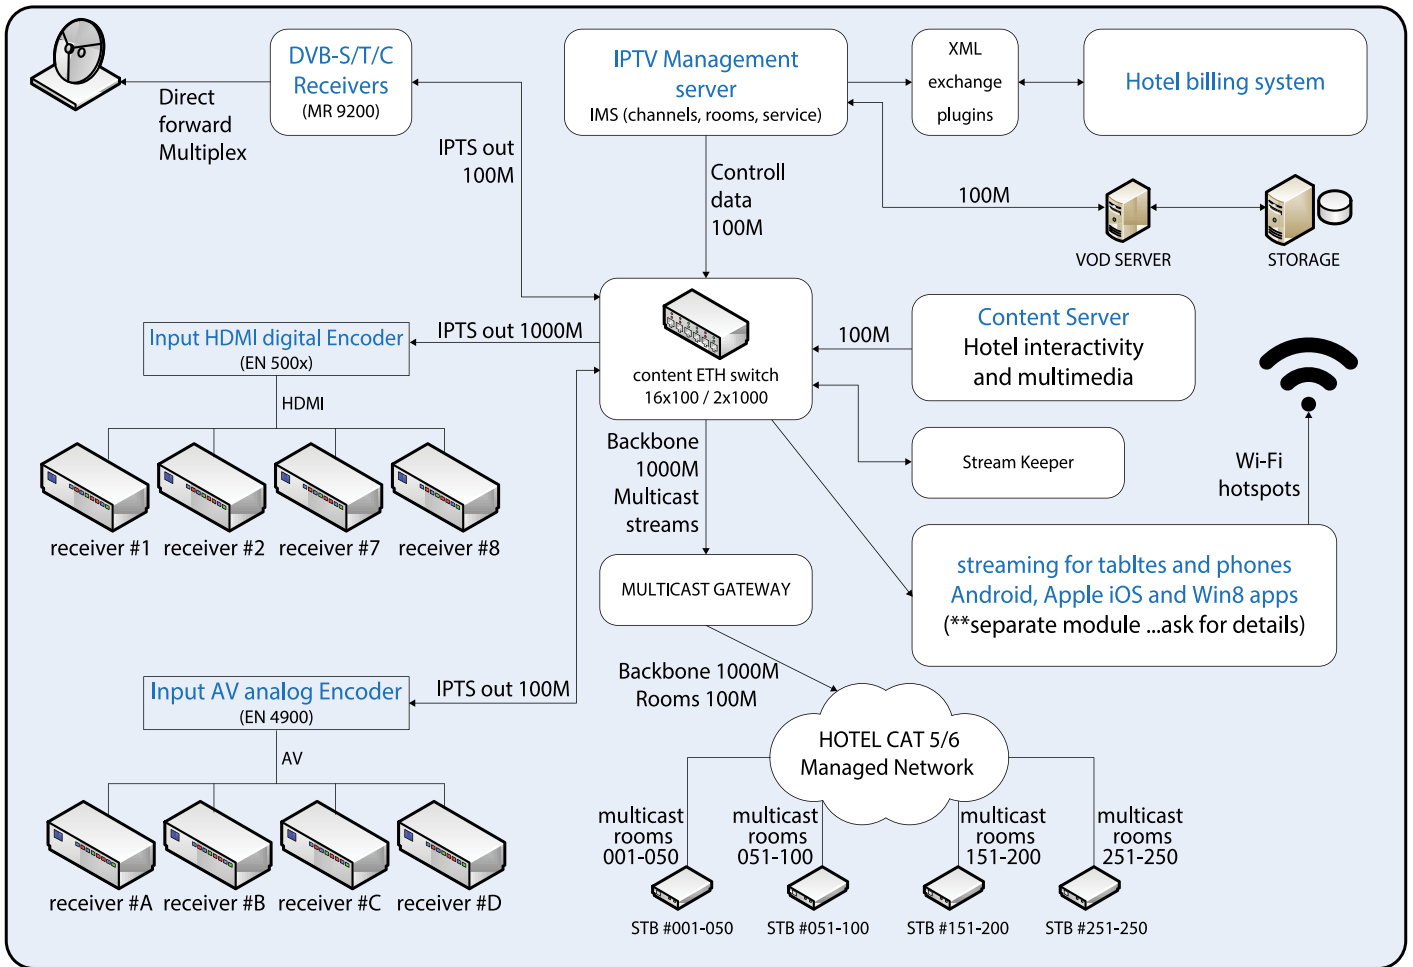 DVB-S/T/C
Receivers
(MR 9200)
Direct
forward
Multiplex
IPTS out
100M
IPTV Management
server
IMS (channels, rooms, service)
XML
exchange
plugins
Hotel billing system
Controll
data
100M
100M
VOD SERVER
STORAGE
Input HDMI digital Encoder
(EN 500x)
IPTS out 1000M
HDMI
receiver #1
receiver #2
receiver #7
receiver #8
content ETH switch
16x100 / 2x1000
100M
Content Server
Hotel interactivity
and multimedia
Stream Keeper
Wi-Fi
hotspots
Backbone
1000M
Multicast
streams
MULTICAST GATEWAY
streaming for tabltes and phones
Android, Apple iOS and Win8 apps
(**separate module ...ask for details)
Input AV analog Encoder
(EN 4900)
IPTS out 100M
AV
receiver #A
receiver #B
receiver #C
receiver #D
Backbone 1000M
Rooms 100M
HOTEL CAT 5/6
Managed Network
multicast
rooms
001-050
multicast
rooms
051-100
multicast
rooms
151-200
multicast
rooms
251-250
STB #001-050
STB #051-100
STB #151-200
STB #251-250